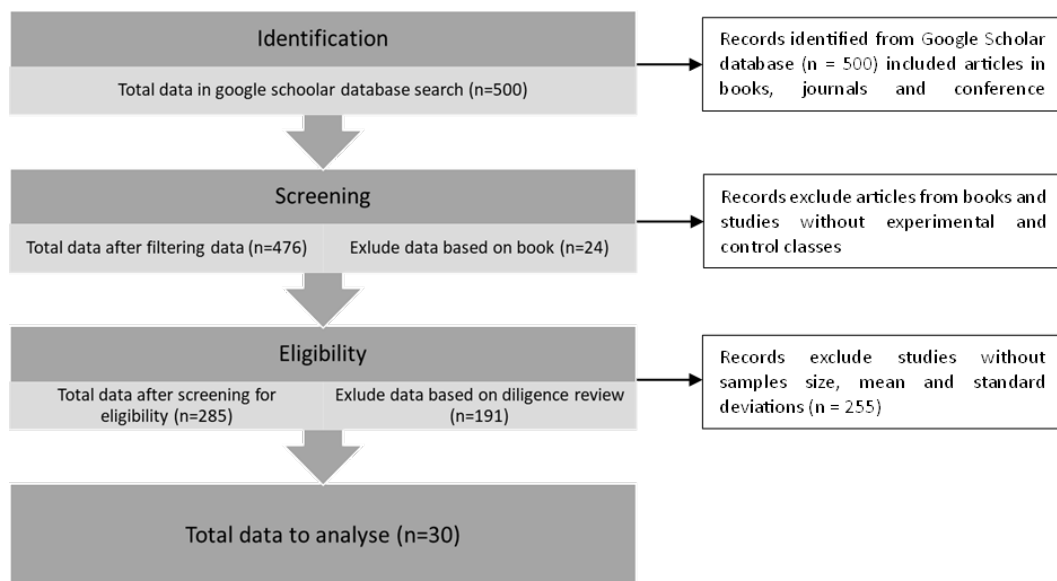 Identification
Total data in google schoolar database search (n=500)
Records identified from Google Scholar
database (n = 500) included articles in
books, journals and conference
Screening
Total data after filtering data (n=476)
Exlude data based on book (n=24)
Records exclude articles from books and
studies without experimental and
control classes
Eligibility
Total data after screening for
eligibility (n=285)
Exlude data based on diligence review
(n=191)
Records exclude studies without
samples size, mean and standard
deviations (n = 255)
Total data to analyse (n=30)